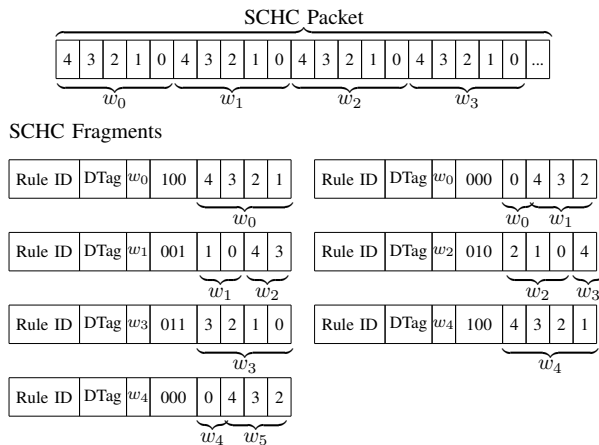 SCHC Packet
4 3 2 1 0 4 3 2 1 0 4 3 2 1 0 4 3 2 1 0 ...
w0 w1 w2 w3
SCHC Fragments
Rule ID DTag w0 100 4 3 2 1
w0
Rule ID DTag w0 000 0 4 3 2
w0 w1
Rule ID DTag w1 001 1 0 4 3
w1 w2
Rule ID DTag w2 010 2 1 0 4
w2 w3
Rule ID DTag w3 011 3 2 1 0
w3
Rule ID DTag w4 100 4 3 2 1
w4
Rule ID DTag w4 000 0 4 3 2
w4 w5